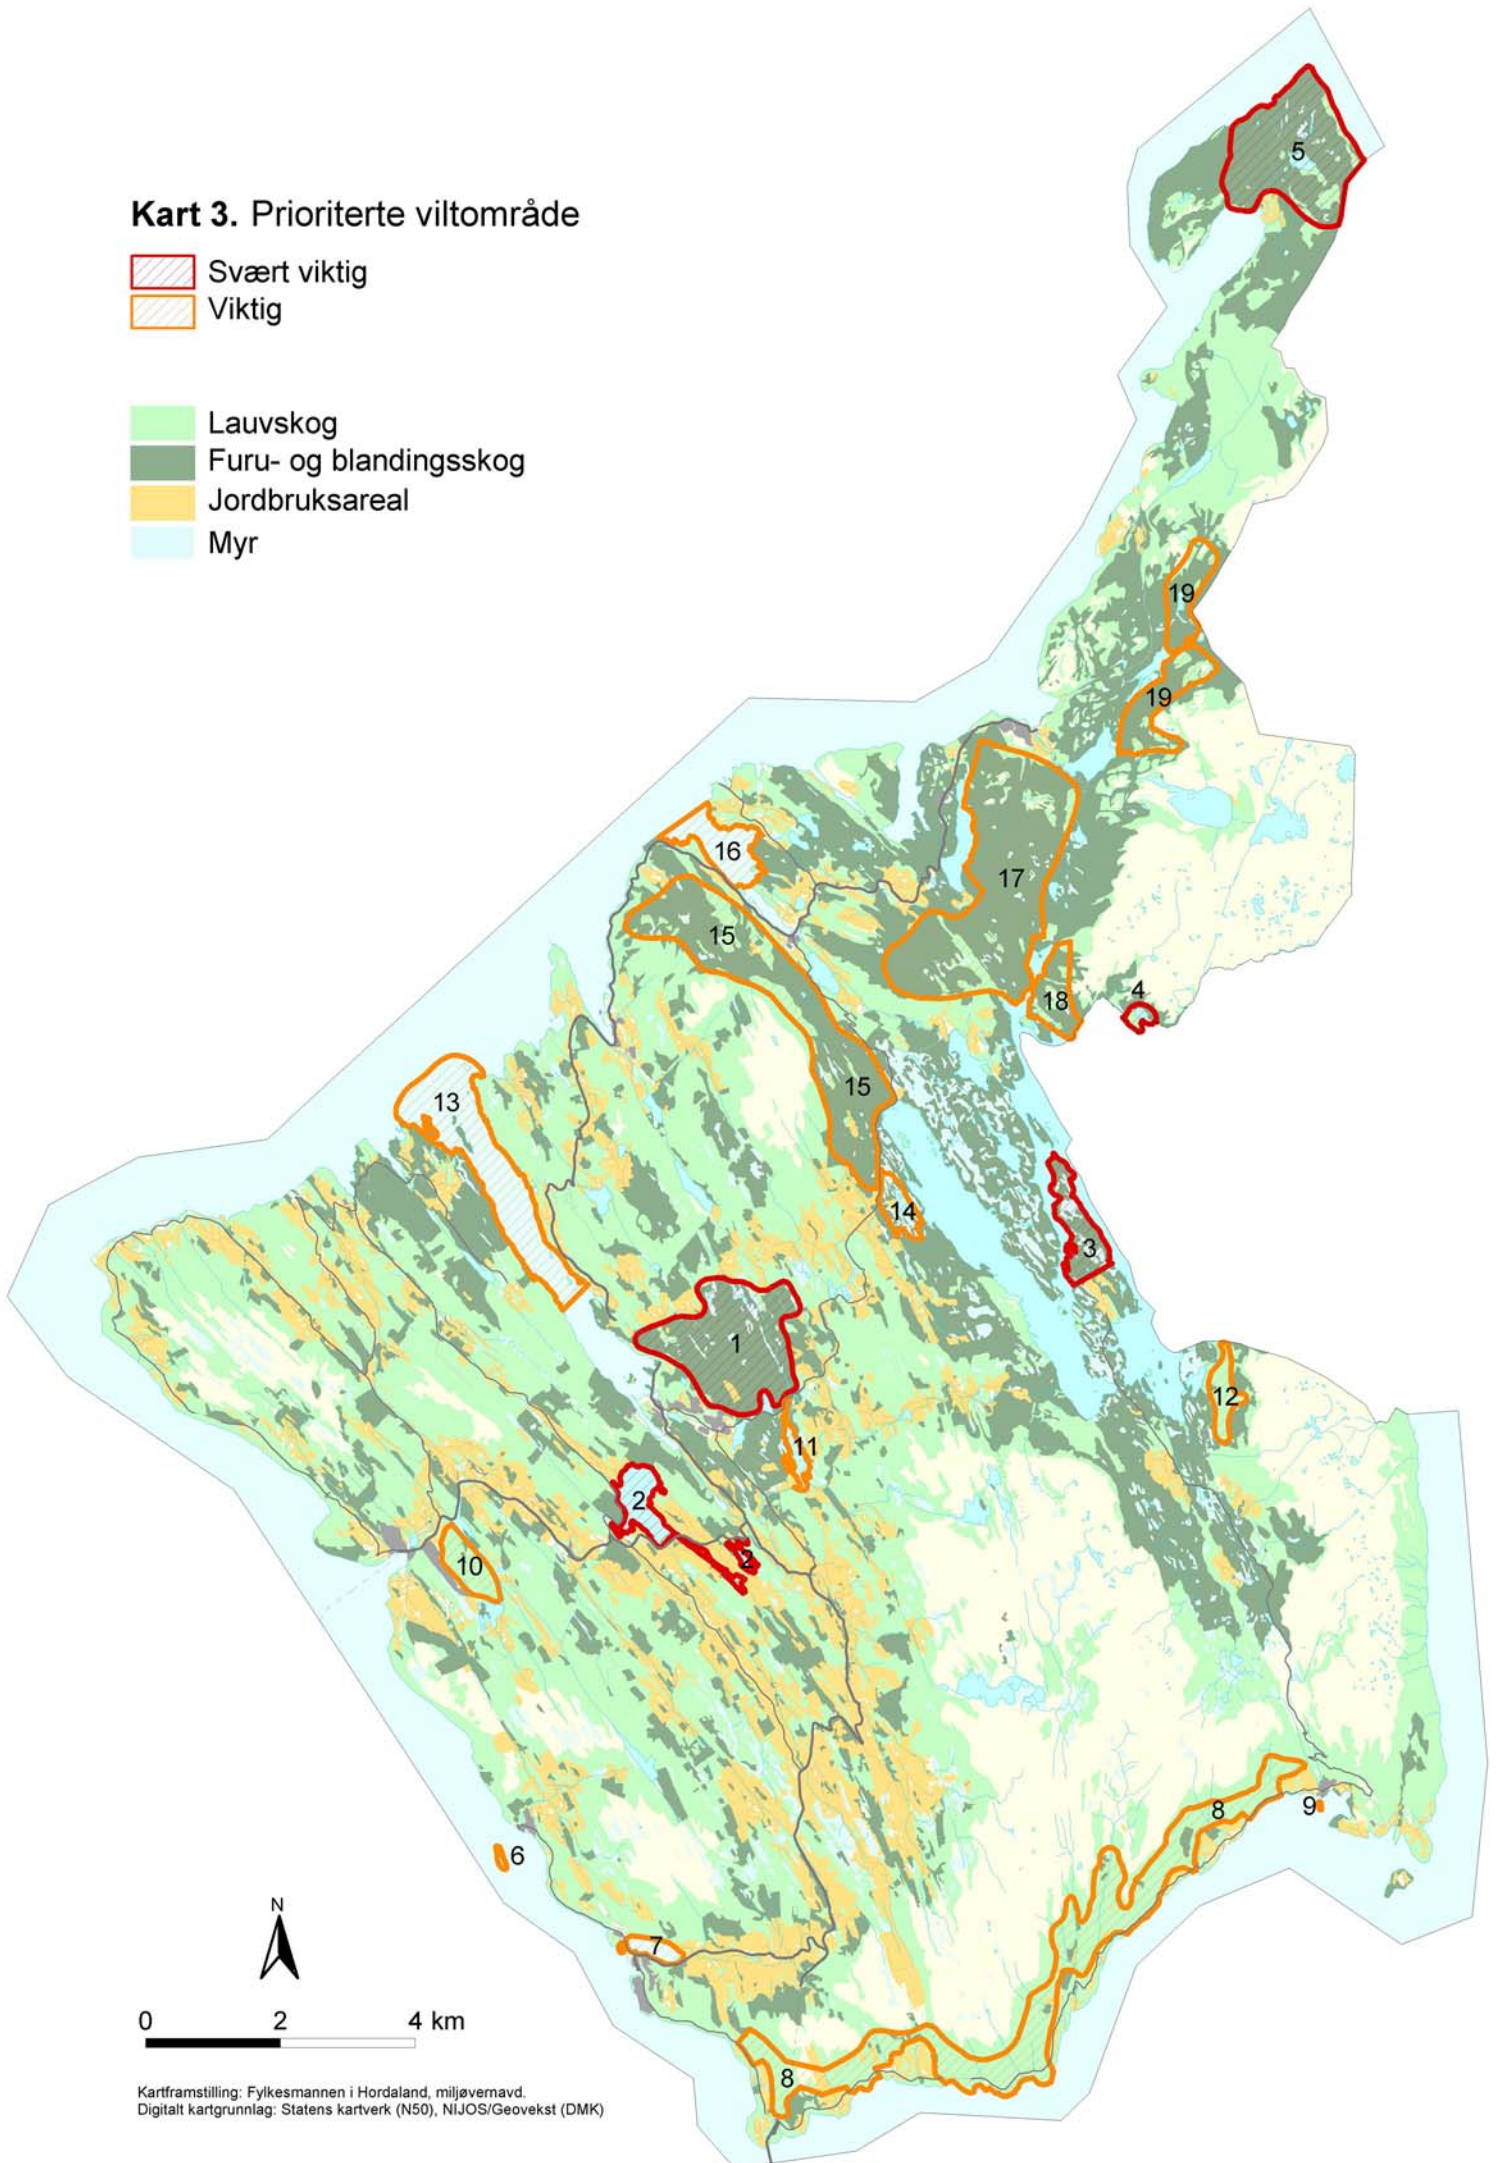 Kart 3. Prioriterte viltområde
Svært viktig
Viktig
Lauvskog
Furu- og blandingsskog
Jordbruksareal
Myr
5
19
19
16
17
15
18
4
15
13
14
3
1
12
11
2
2
10
8
9
6
7
8
N
0 2 4 km
Kartframstilling: Fylkesmannen i Hordaland, miljøvernavd.
Digitalt kartgrunnlag: Statens kartverk (N50), NIJOS/Geovekst (DMK)